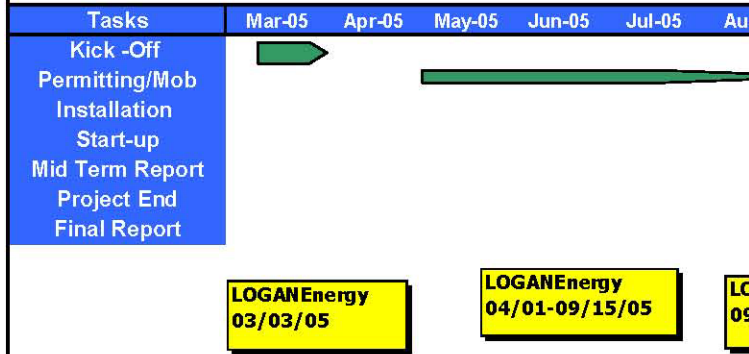 Tasks Mar-05 Apr-05 May-05 Jun-05 Jul-05
Kick -Off
Permitting/Mob
Installation
Start-up
Mid Term Report
Project End
Final Report
LOGANEnergy
03/03/05
LOGANEnergy
04/01-09/15/05